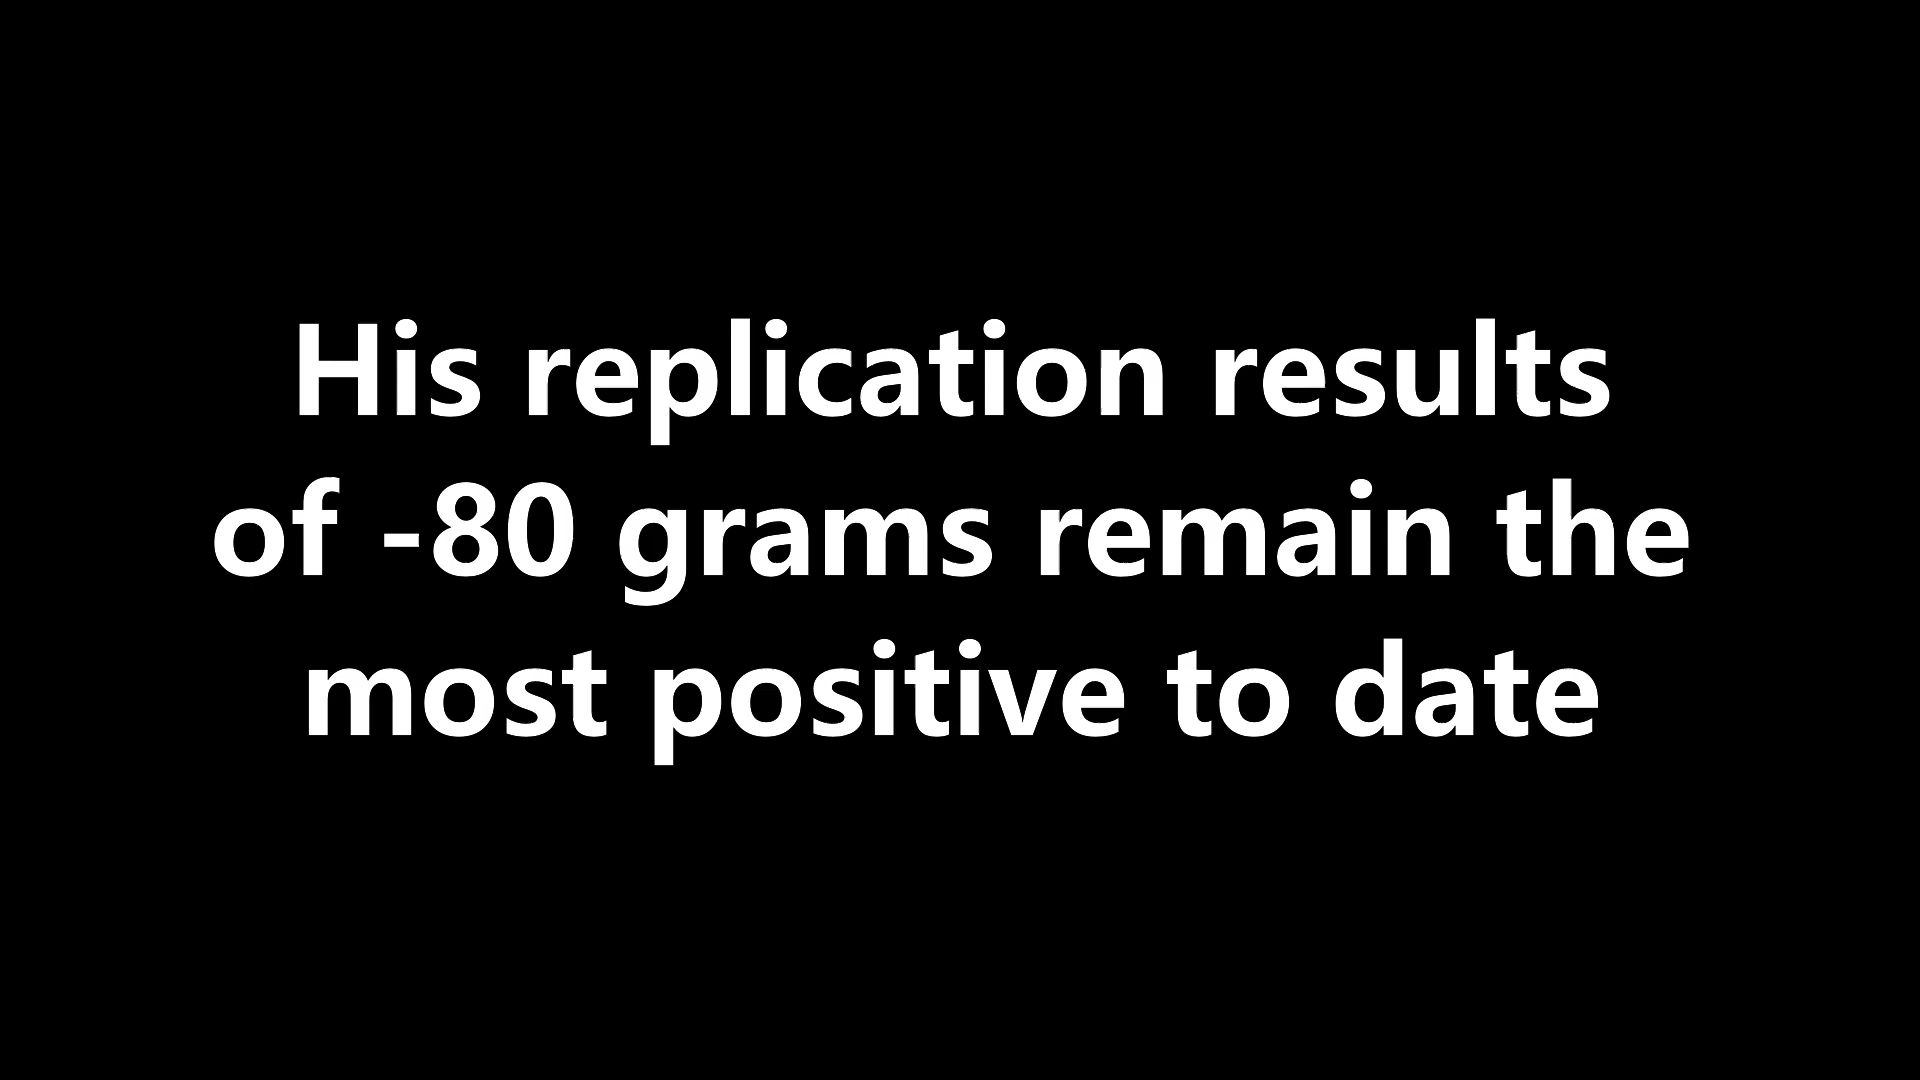 His replication results
of -80 grams remain the
most positive to date